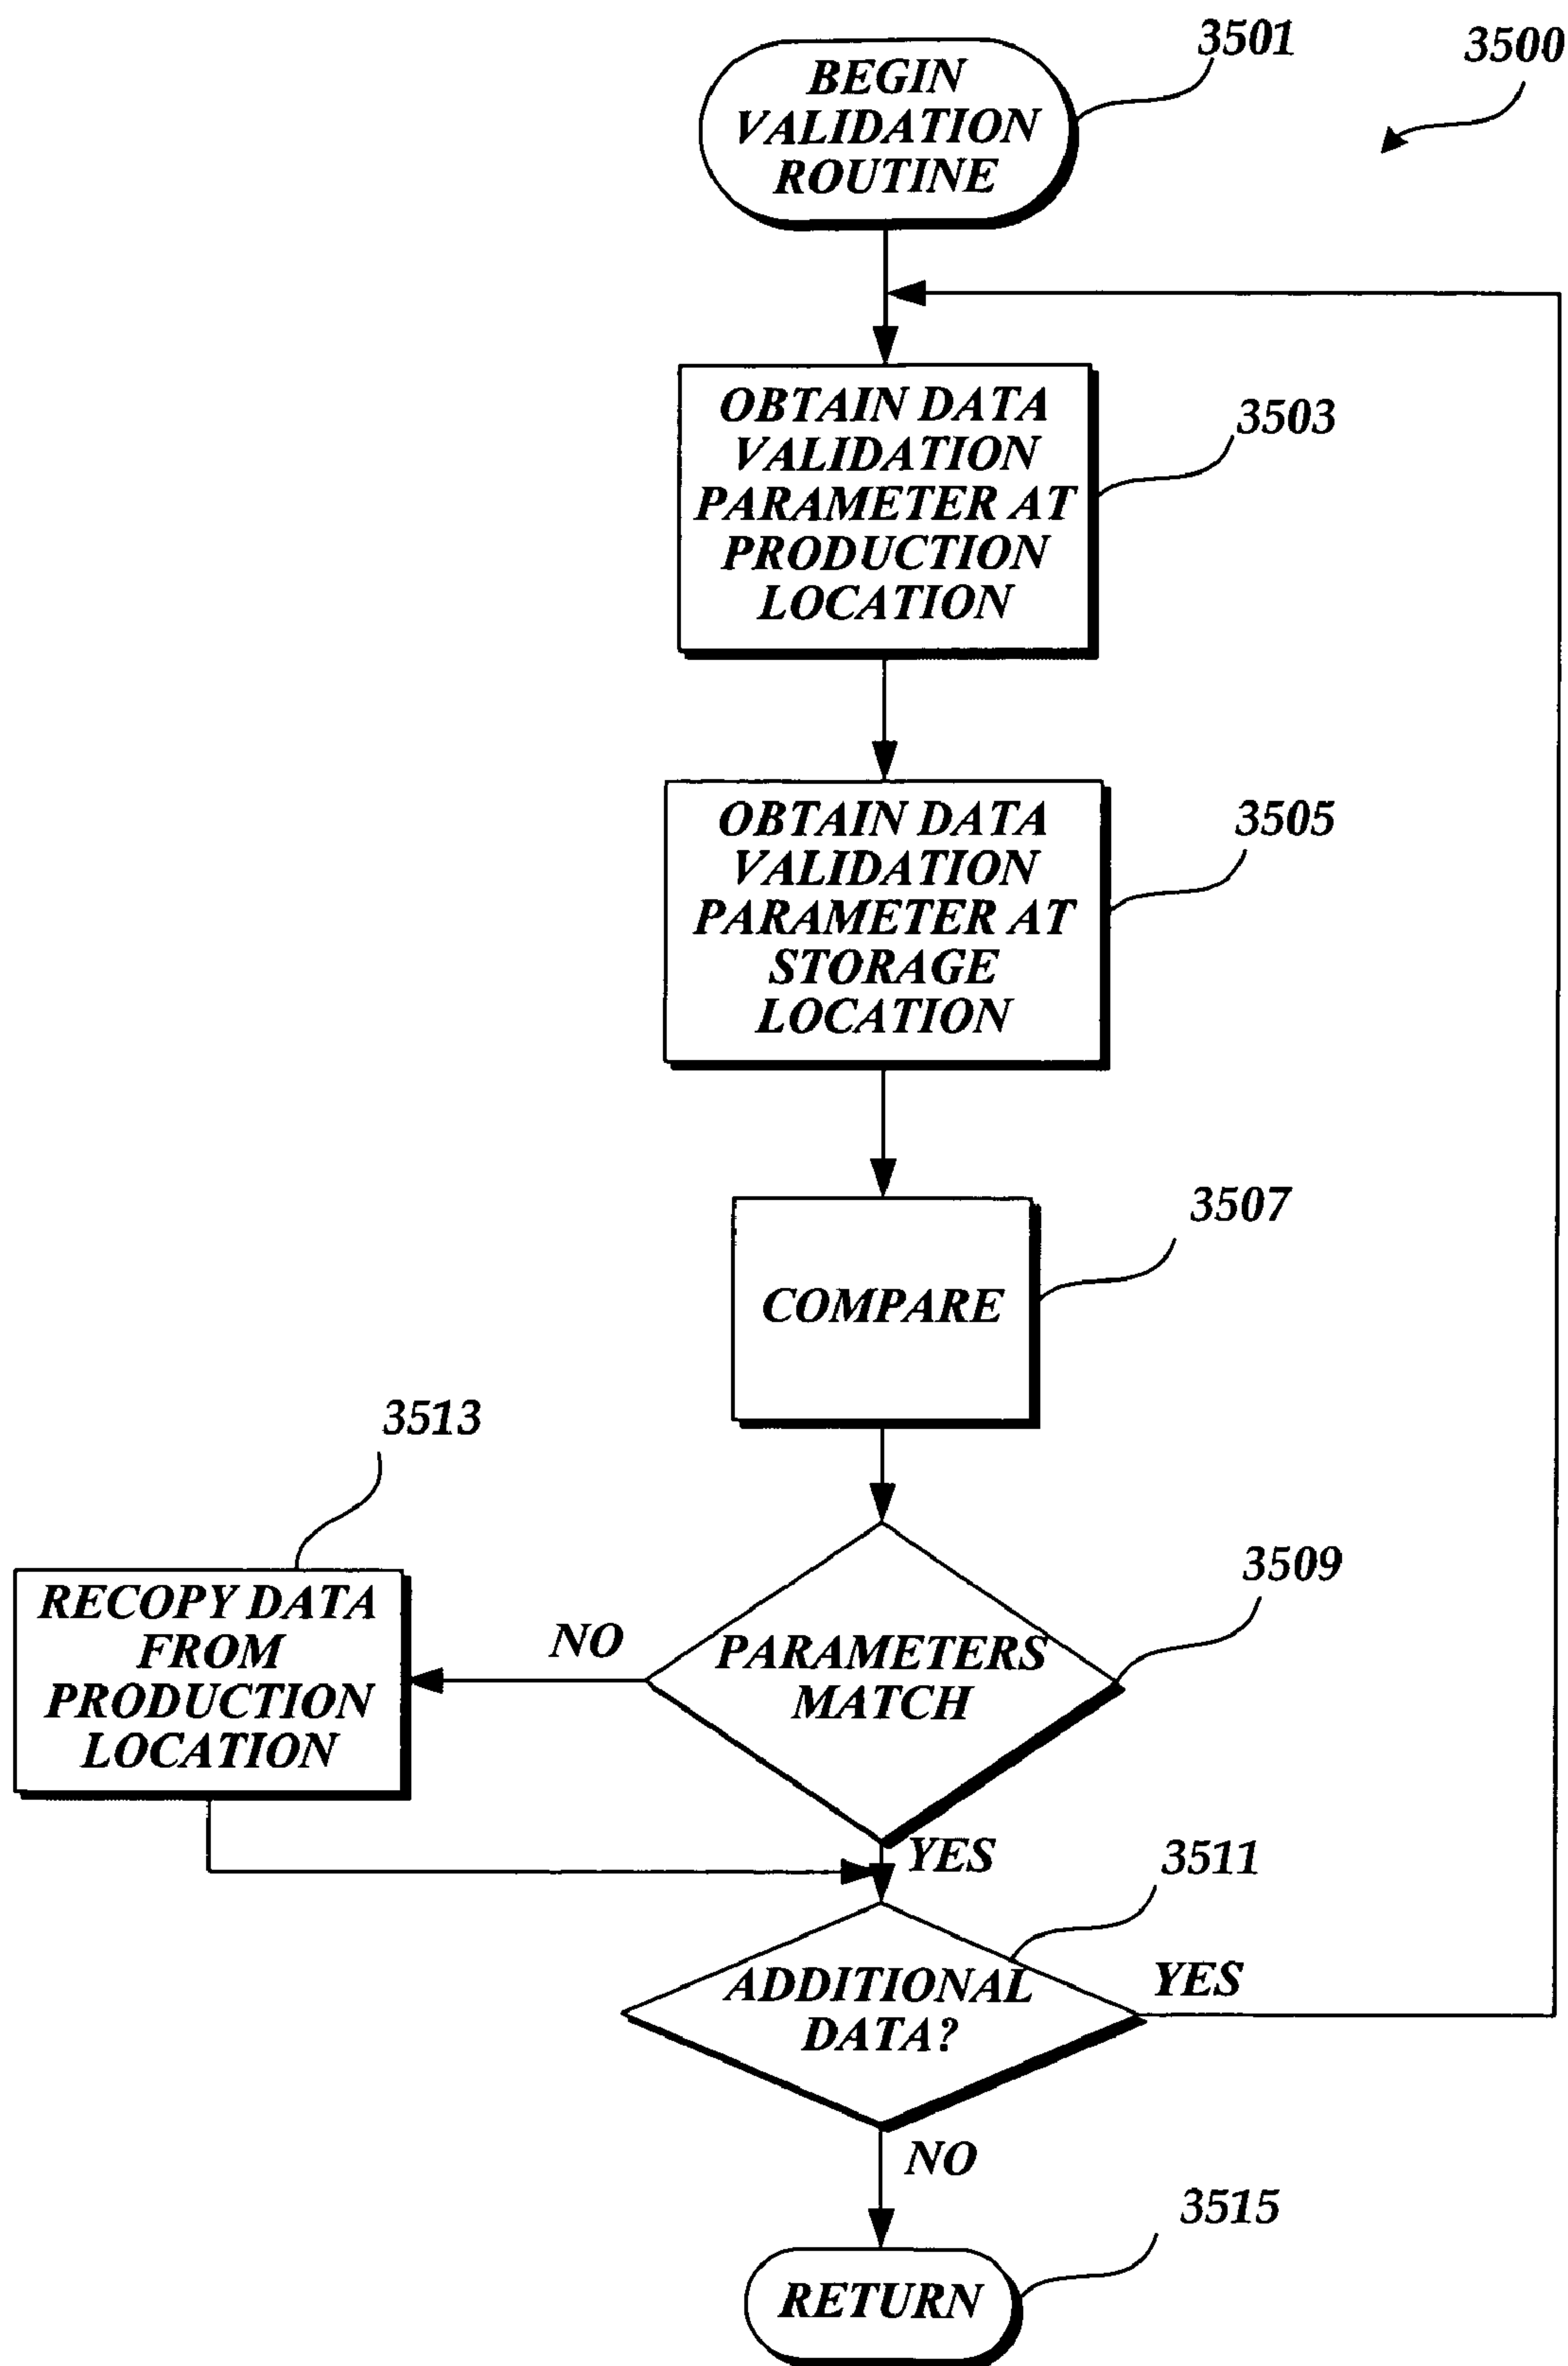 3501
3500
BEGIN
VALIDATION
ROUTINE
OBTAIN DATA
VALIDATION
PARAMETER AT
PRODUCTION
LOCATION
3503
OBTAIN DATA
VALIDATION
PARAMETER AT
STORAGE
LOCATION
3505
COMPARE
3507
3513
RECOPY DATA
FROM
PRODUCTION
LOCATION
NO
PARAMETERS
MATCH
3509
YES
3511
ADDITIONAL
DATA?
YES
NO
3515
RETURN